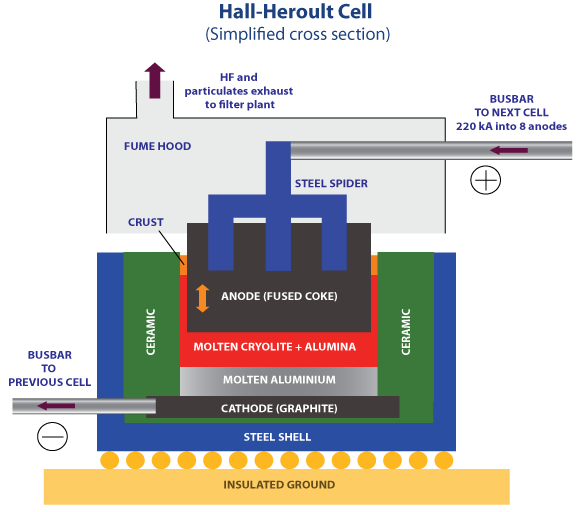 Hall-Heroult Cell
(Simplified cross section)
HF and
particulates exhaust
to filter plant
BUSBAR
TO NEXT CELL
220 kA into 8 anodes
FUME HOOD
STEEL SPIDER
+
CRUST
ANODE (FUSED COKE)
CERAMIC
CERAMIC
MOLTEN CRYOLITE + ALUMINA
BUSBAR
TO
PREVIOUS CELL
MOLTEN ALUMINIUM
CATHODE (GRAPHITE)
−
STEEL SHELL
INSULATED GROUND